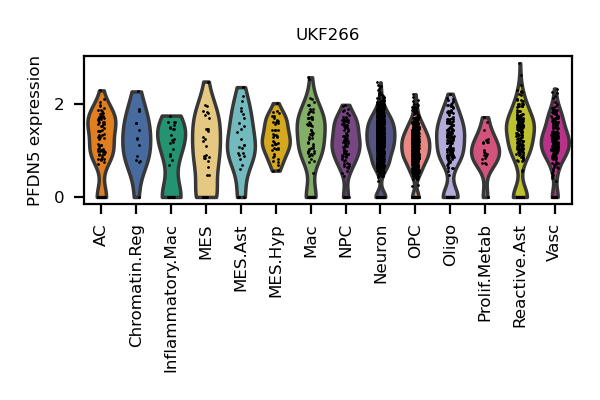 UKF266
PFDN5 expression
2
0
AC
Chromatin.Reg
Inflammatory.Mac
MES
MES.Ast
MES.Hyp
Mac
NPC
Neuron
OPC
Oligo
Prolif.Metab
Reactive.Ast
Vasc